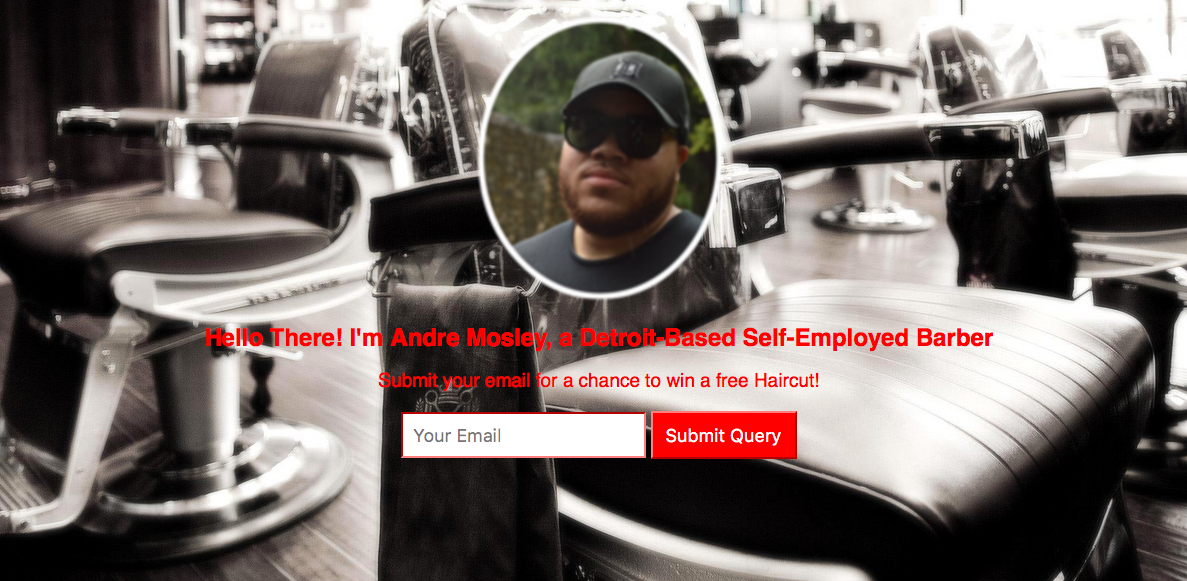 Hello There! I'm Andre Mosley, a Detroit-Based Self-Employed Barber
Submit your email for a chance to win a free Haircut!
Your Email
Submit Query